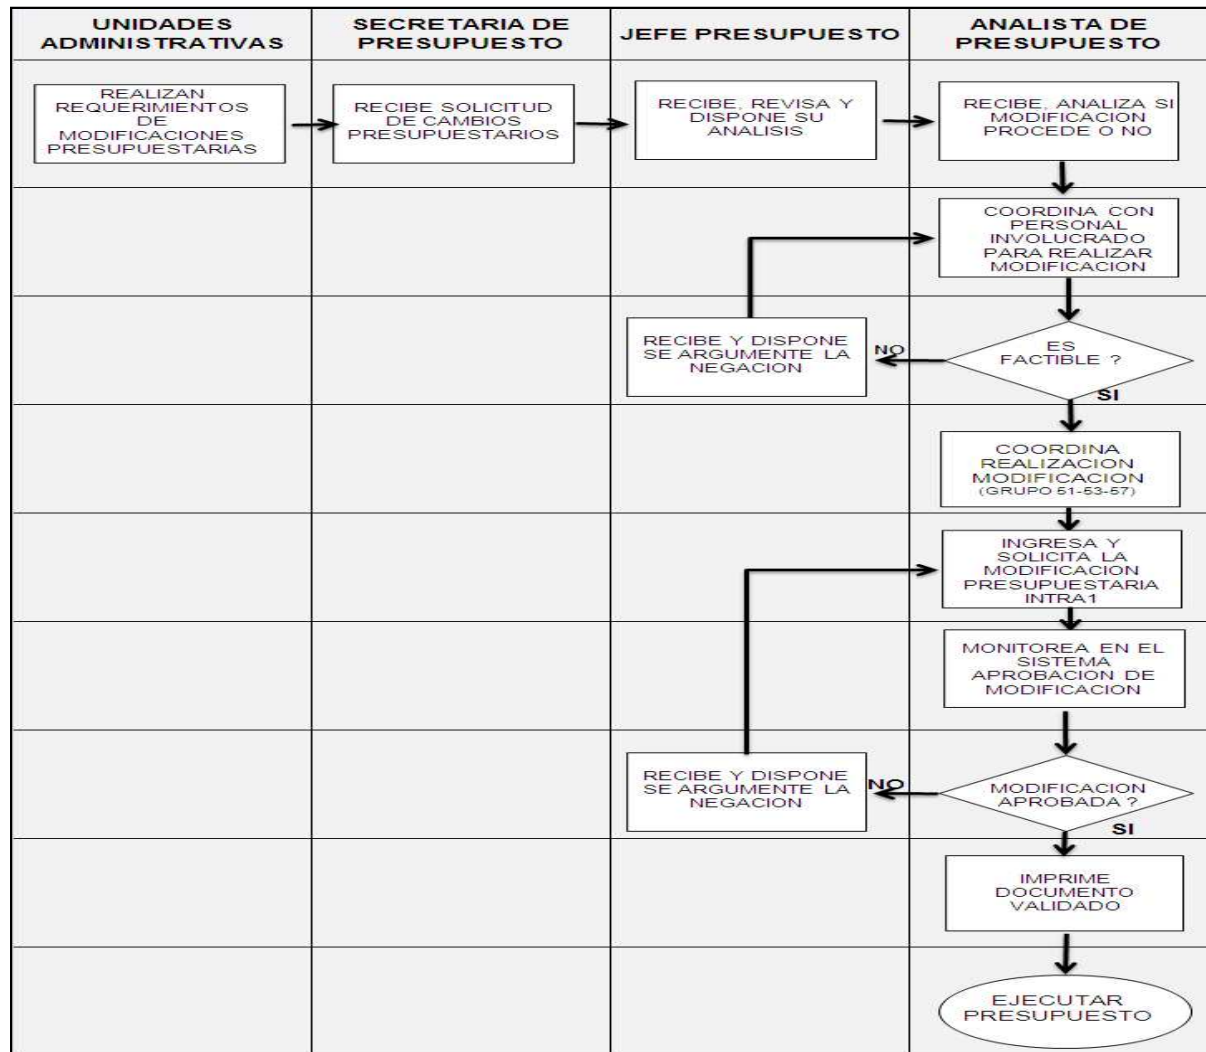 UNIDADES
ADMINISTRATIVAS
SECRETARIA DE
PRESUPUESTO
JEFE PRESUPUESTO
ANALISTA DE
PRESUPUESTO
REALIZAN
REQUERIMIENTOS
DE
MODIFICACIONES
PRESUPUESTARIAS
RECIBE SOLICITUD
DE CAMBIOS
PRESUPUESTARIOS
RECIBE, REVISA Y
DISPONE SU
ANALISIS
RECIBE, ANALIZA SI
MODIFICACION
PROCEDE O NO
COORDINA CON
PERSONAL
INVOLUCRADO
PARA REALIZAR
MODIFICACION
RECIBE Y DISPONE
SE ARGUMENTE LA
NEGACION
NO
ES
FACTIBLE ?
SI
COORDINA
REALIZACION
MODIFICACION
(GRUPO 51-53-57)
INGRESA Y
SOLICITA LA
MODIFICACION
PRESUPUESTARIA
INTRA1
MONITOREA EN EL
SISTEMA
APROBACION DE
MODIFICACION
RECIBE Y DISPONE
SE ARGUMENTE LA
NEGACION
NO
MODIFICACION
APROBADA ?
SI
IMPRIME
DOCUMENTO
VALIDADO
EJECUTAR
PRESUPUESTO